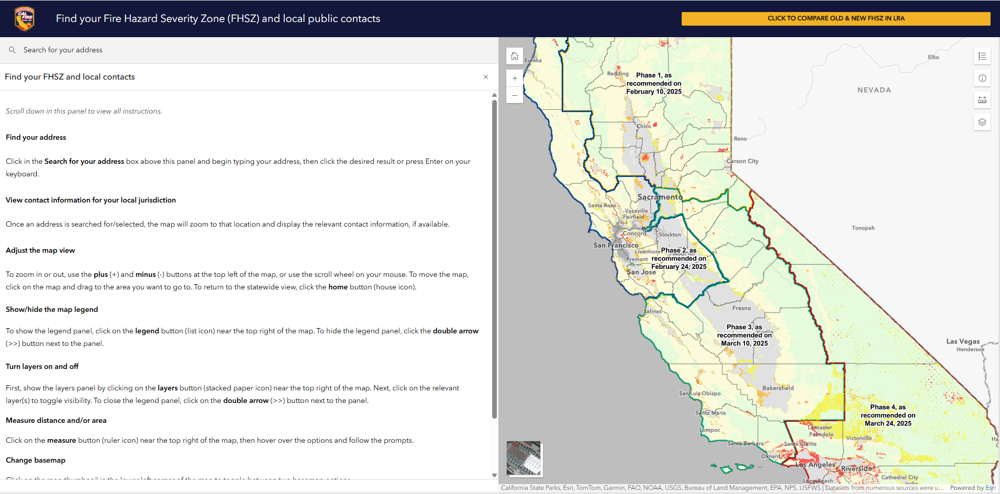 CAL
FIRE
Find your Fire Hazard Severity Zone (FHSZ) and local public contacts
CLICK TO COMPARE OLD & NEW FHSZ IN LRA
Search for your address
Find your FHSZ and local contacts
Scroll down in this panel to view all instructions.
Find your address
Click in the Search for your address box above this panel and begin typing your address, then click the desired result or press Enter on your
keyboard.
View contact information for your local jurisdiction
Once an address is searched for/selected, the map will zoom to that location and display the relevant contact information, if available.
Adjust the map view
To zoom in or out, use the plus (+) and minus (-) buttons at the top left of the map, or use the scroll wheel on your mouse. To move the map,
click on the map and drag to the area you want to go to. To return to the statewide view, click the home button (house icon).
Show/hide the map legend
To show the legend panel, click on the legend button (list icon) near the top right of the map. To hide the legend panel, click the double arrow
(>>) button next to the panel.
Turn layers on and off
First, show the layers panel by clicking on the layers button (stacked paper icon) near the top right of the map. Next, click on the relevant
layer(s) to toggle visibility. To close the legend panel, click on the double arrow (>>) button next to the panel.
Measure distance and/or area
Click on the measure button (ruler icon) near the top right of the map, then hover over the options and follow the prompts.
Change basemap
Eureka
Elko
Redding
Phase 1, as
recommended on
February 10, 2025
NEVADA
Chico
Reno
Carson City
Sacramento
Santa Rosa
Vacaville
Fairfield
Tonopah
Concord
Stockton
San Francisco
Livermore
Modesto
Phase 2, as
recommended on
February 24, 2025
Fremont
San Jose
Salinas
Fresno
Phase 3, as
recommended on
March 10, 2025
Visalia
Las Vegas
Henderson
San Luis Obispo
Bakersfield
Santa Maria
Phase 4, as
recommended on
March 24, 2025
Lompoc
Lancaster
Palmdale
Victorville
Santa Barbara
Santa Clarita
Oxnard
Los Angeles
Riverside
Long Beach
Cathedral City
Indio
California State Parks, Esri, TomTom, Garmin, FAO, NOAA, USGS, Bureau of Land Management, EPA, NPS, USFWS | Datasets from numerous sources were u...
Powered by Esri